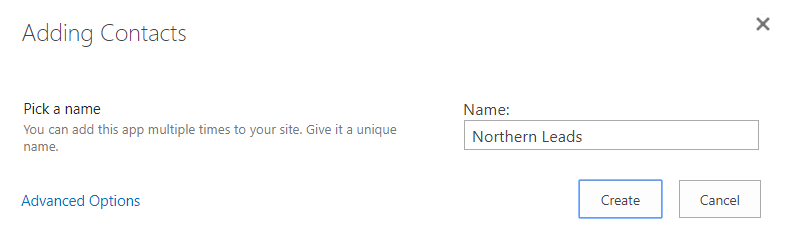 Adding Contacts
Pick a name
You can add this app multiple times to your site. Give it a unique
name.
Name:
Northern Leads
Advanced Options
Create
Cancel